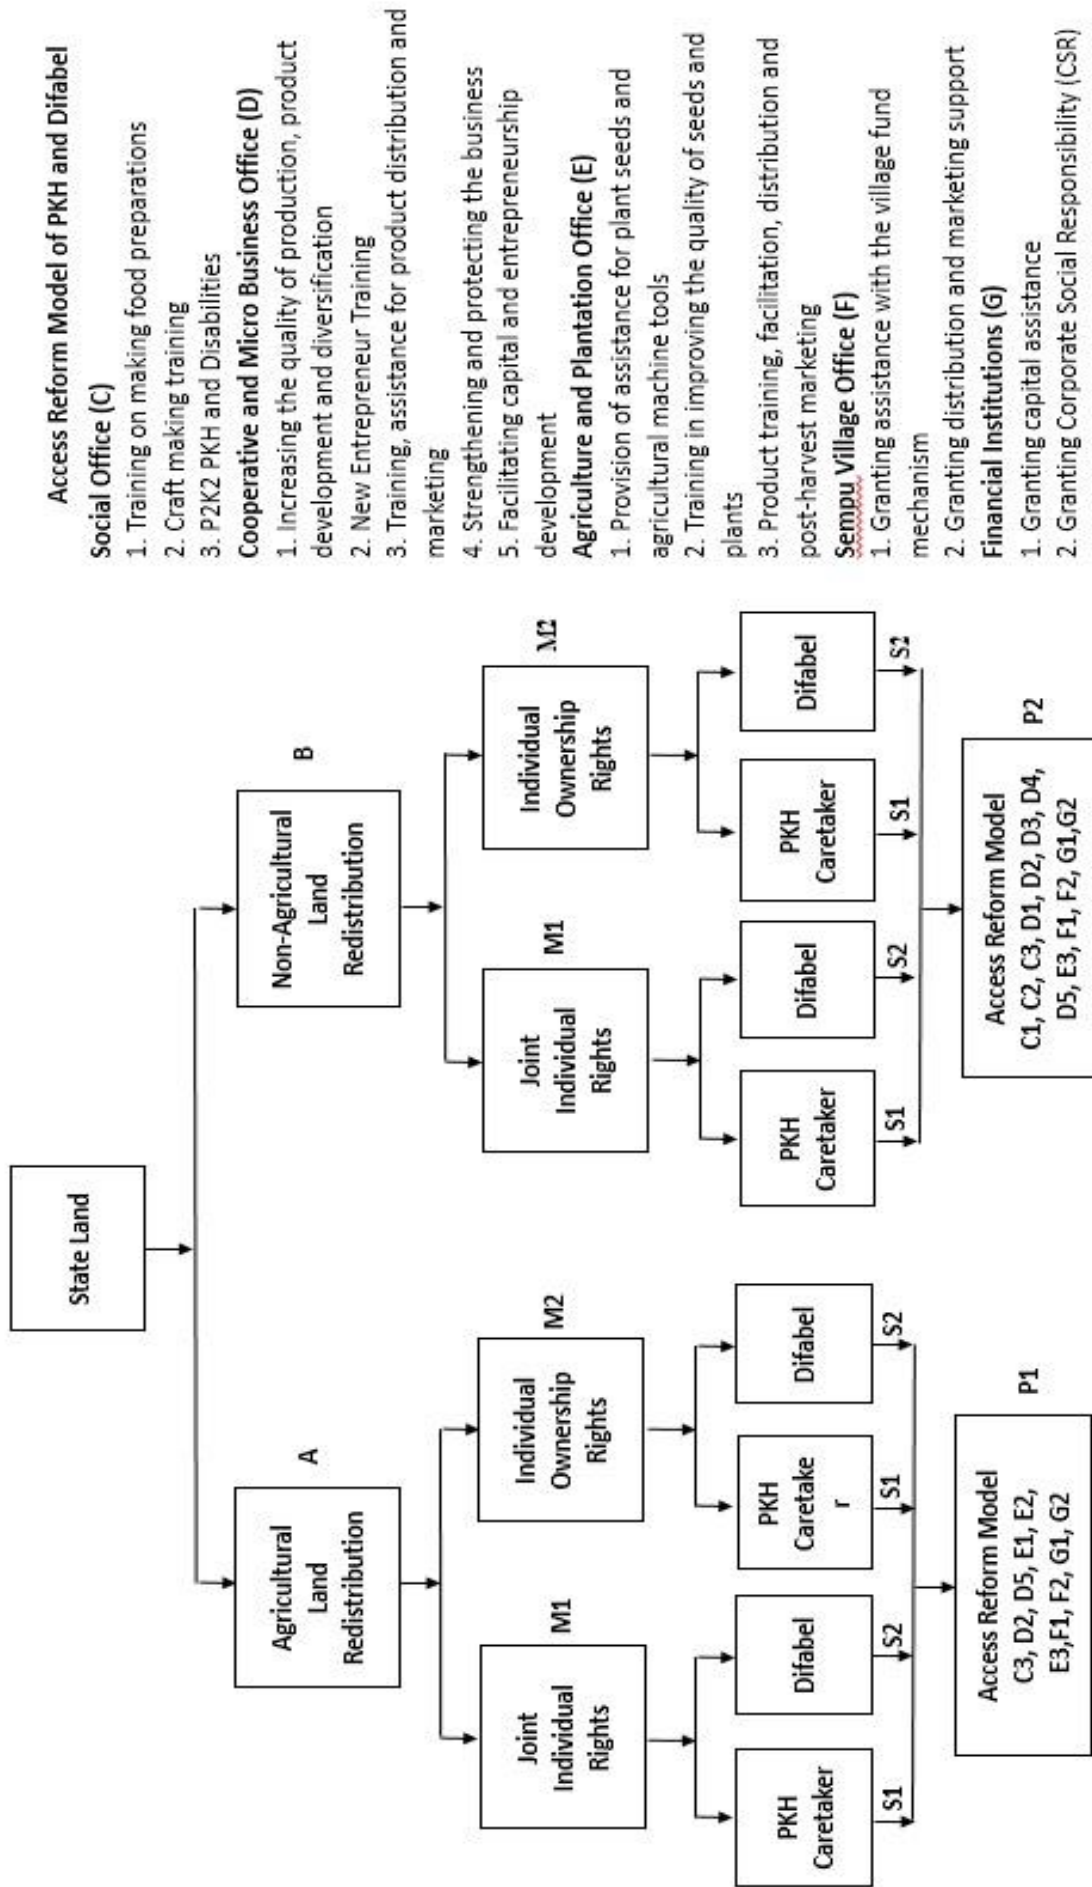 State Land
Agricultural
Land
Redistribution
A
Non-Agricultural
Land
Redistribution
B
Joint
Individual
Rights
M1
Individual
Ownership
Rights
M2
Joint
Individual
Rights
M1
Individual
Ownership
Rights
M2
PKH
Caretaker
Difabel
PKH
Caretake
r
Difabel
PKH
Caretaker
Difabel
PKH
Caretaker
Difabel
S1
S2
S1
S2
S1
S2
S1
S2
Access Reform Model
C3, D2, D5, E1, E2,
E3,F1, F2, G1, G2
P1
Access Reform Model
C1, C2, C3, D1, D2, D3, D4,
D5, E3, F1, F2, G1,G2
P2
Access Reform Model of PKH and Difabel
Social Office (C)
1. Training on making food preparations
2. Craft making training
3. P2K2 PKH and Disabilities
Cooperative and Micro Business Office (D)
1. Increasing the quality of production, product
development and diversification
2. New Entrepreneur Training
3. Training, assistance for product distribution and
marketing
4. Strengthening and protecting the business
5. Facilitating capital and entrepreneurship
development
Agriculture and Plantation Office (E)
1. Provision of assistance for plant seeds and
agricultural machine tools
2. Training in improving the quality of seeds and
plants
3. Product training, facilitation, distribution and
post-harvest marketing
Sempu Village Office (F)
1. Granting assistance with the village fund
mechanism
2. Granting distribution and marketing support
Financial Institutions (G)
1. Granting capital assistance
2. Granting Corporate Social Responsibility (CSR)